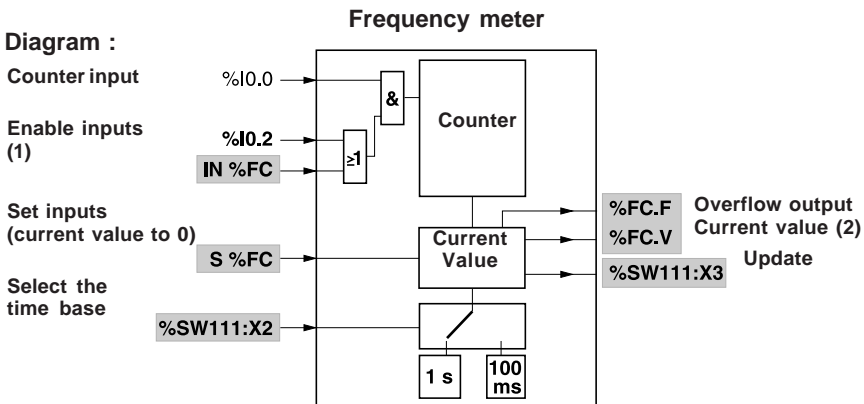 Frequency meter
Diagram :
Counter input
%I0.0
&
Counter
Enable inputs
(1)
%I0.2
IN %FC
≥1
Set inputs
(current value to 0)
S %FC
Current
Value
%FC.F
Overflow output
%FC.V
Current value (2)
%SW111:X3
Update
Select the
time base
%SW111:X2
1 s
100
ms